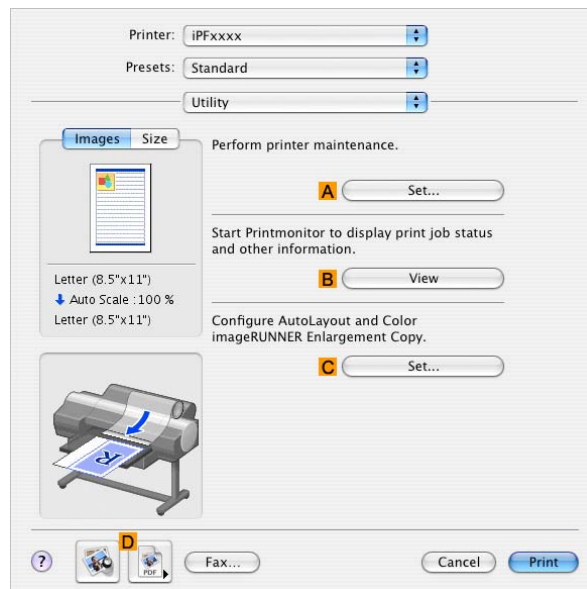 Printer: iPFxxxx
Presets: Standard
Utility
Images Size
Perform printer maintenance.
A Set...
Start Printmonitor to display print job status
and other information.
B View
Letter (8.5"x11")
Auto Scale :100 %
Letter (8.5"x11")
Configure AutoLayout and Color
imageRUNNER Enlargement Copy.
C Set...
R
D
? PDF Fax... Cancel Print